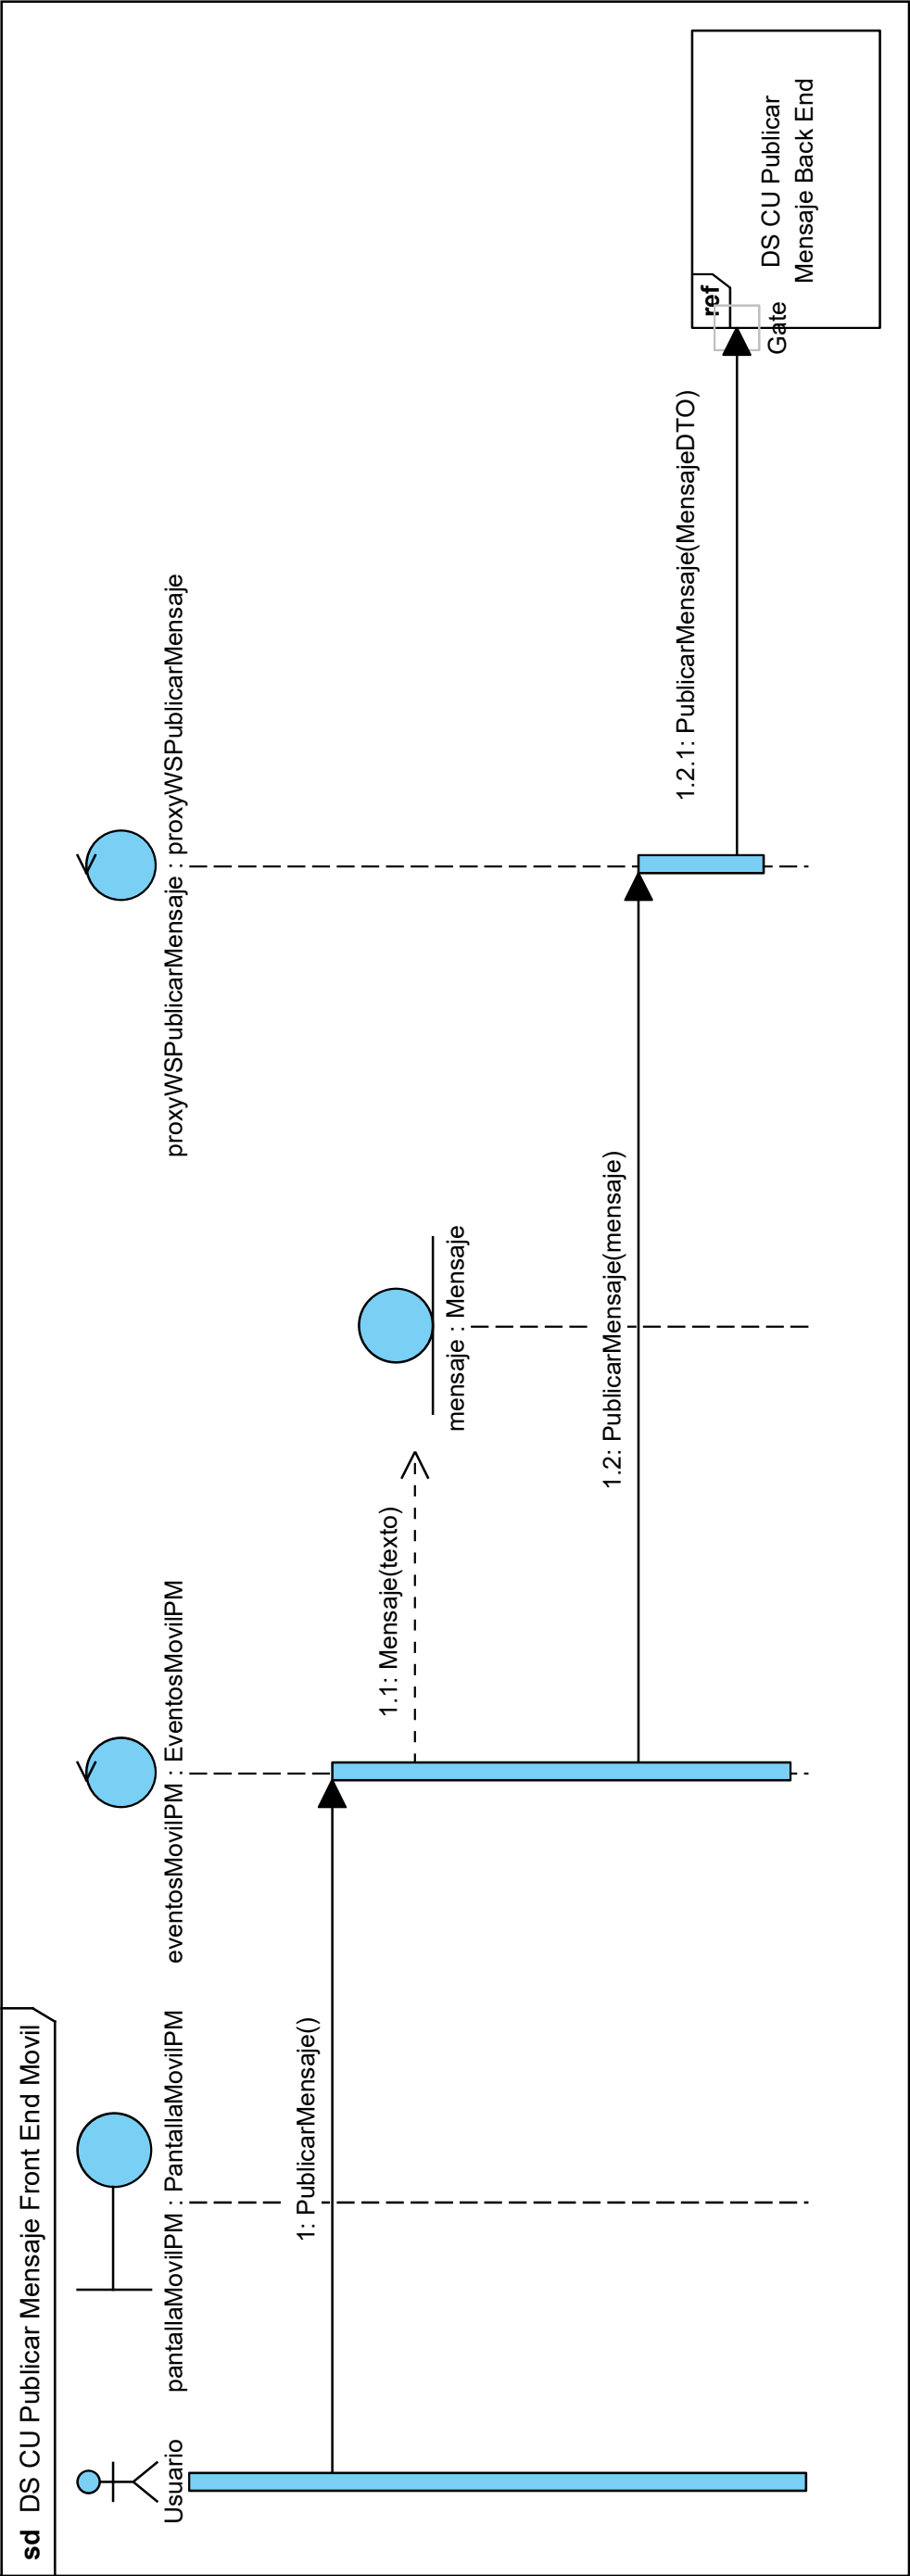 sd DS CU Publicar Mensaje Front End Movil
Usuario
pantallaMovilPM : PantallaMovilPM
eventosMovilPM : EventosMovilPM
proxyWSPublicarMensaje : proxyWSPublicarMensaje
1: PublicarMensaje()
1.1: Mensaje(texto)
mensaje : Mensaje
1.2: PublicarMensaje(mensaje)
1.2.1: PublicarMensaje(MensajeDTO)
ref
DS CU Publicar
Mensaje Back End
Gate